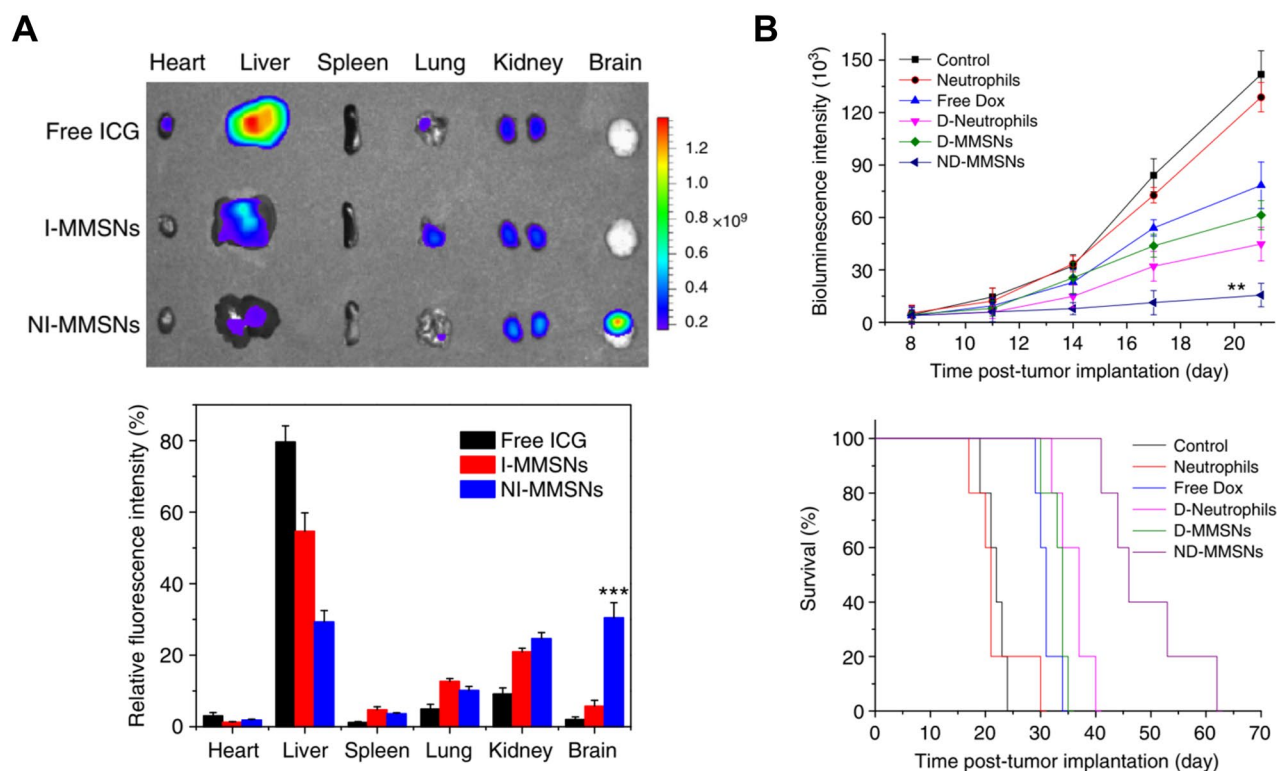 A
Heart Liver Spleen Lung Kidney Brain
Free ICG
I-MMSNs
NI-MMSNs
1.2
1.0
×10⁹
0.8
0.6
0.4
0.2
Relative fluorescence intensity (%)
80
60
40
20
0
Free ICG
I-MMSNs
NI-MMSNs
***
Heart Liver Spleen Lung Kidney Brain
B
Bioluminescence intensity (10³)
150
120
90
60
30
0
Control
Neutrophils
Free Dox
D-Neutrophils
D-MMSNs
ND-MMSNs
**
8 10 12 14 16 18 20
Time post-tumor implantation (day)
Survival (%)
100
80
60
40
20
0
Control
Neutrophils
Free Dox
D-Neutrophils
D-MMSNs
ND-MMSNs
0 10 20 30 40 50 60 70
Time post-tumor implantation (day)